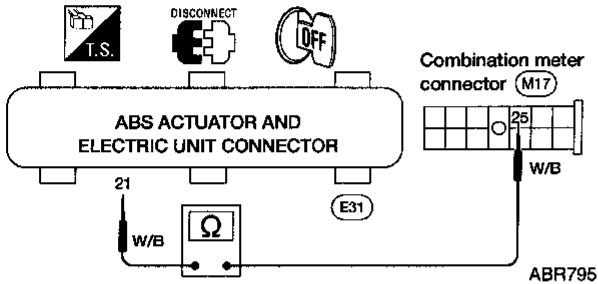 DISCONNECT
T.S.
OFF
Combination meter
connector M17
ABS ACTUATOR AND
ELECTRIC UNIT CONNECTOR
25
W/B
21
E31
W/B
Ω
ABR795